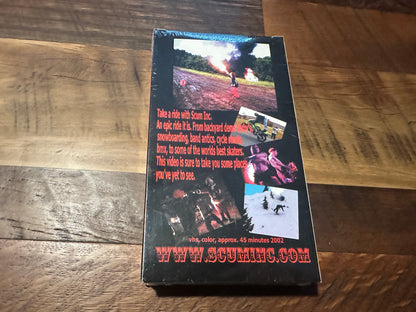 Take a ride with Scum Inc.
An epic ride it is. From backyard demo
snowboarding, band antics, cycle
bmx, to some of the worlds best skaters.
This video is sure to take you some places
you've yet to see.
vhs, color, approx. 45 minutes 2002
WWW.SCUMINC.COM